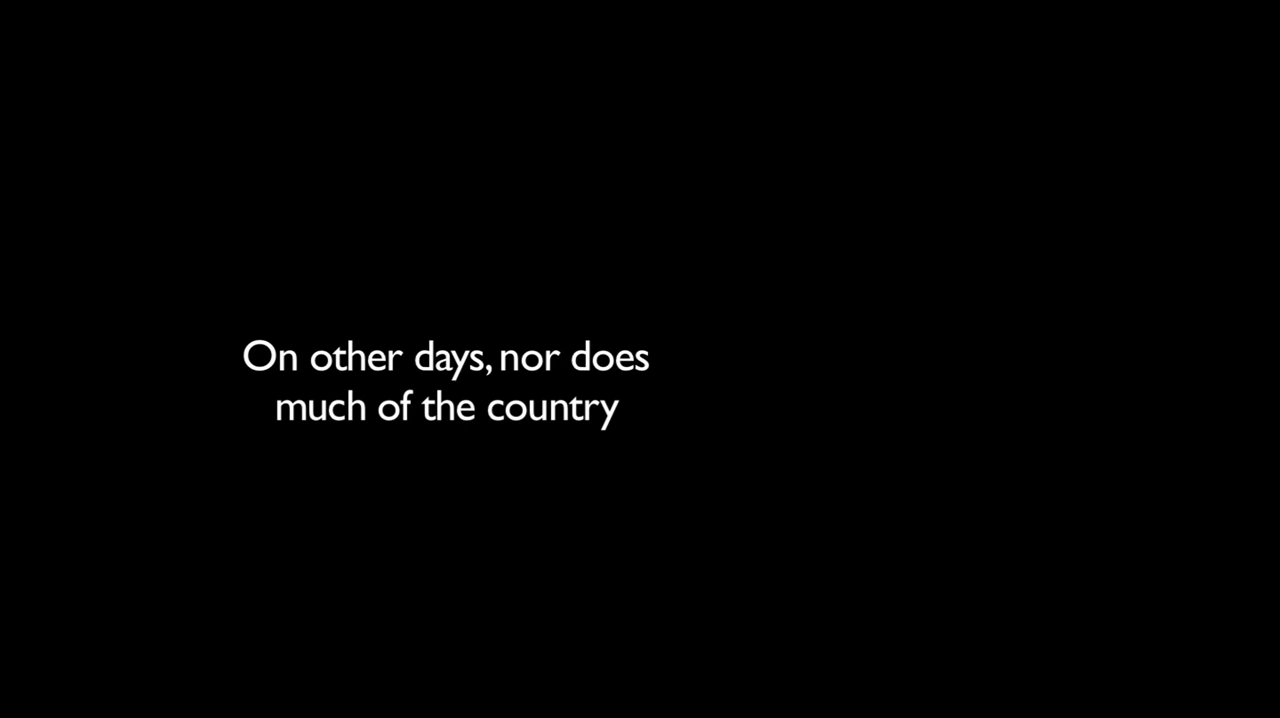 On other days, nor does
much of the country